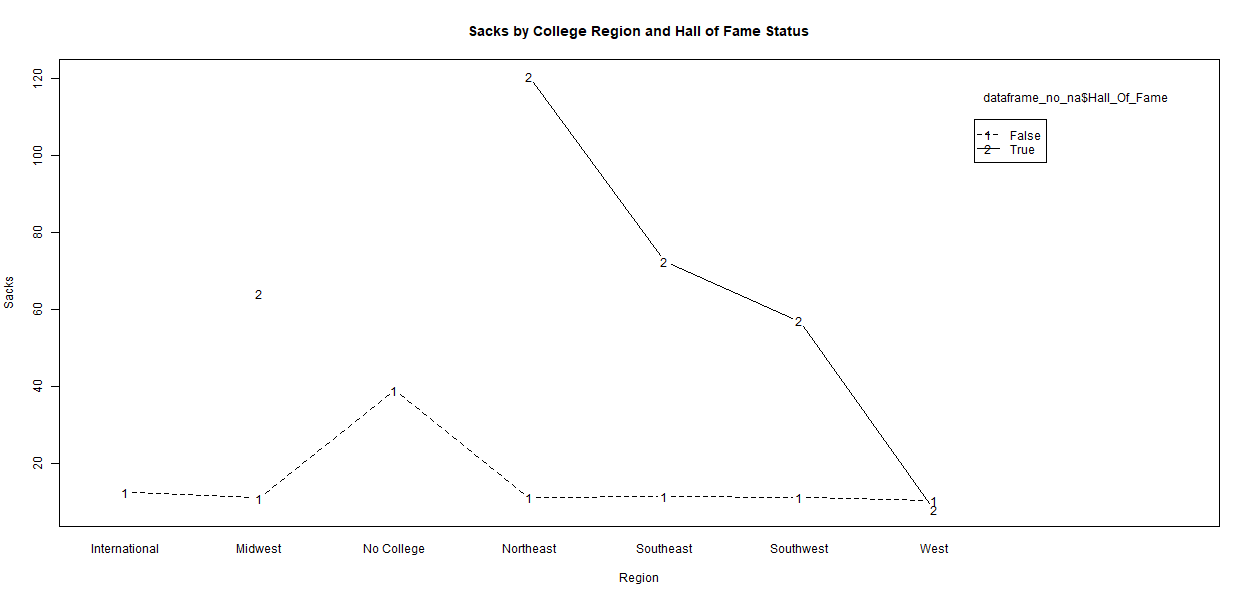 Sacks by College Region and Hall of Fame Status
120
100
80
60
40
20
Sacks
2
2
2
2
2
2
1
1
1
1
1
1
1
dataframe_no_na$Hall_Of_Fame
1 False
2 True
International Midwest No College Northeast Southeast Southwest West
Region